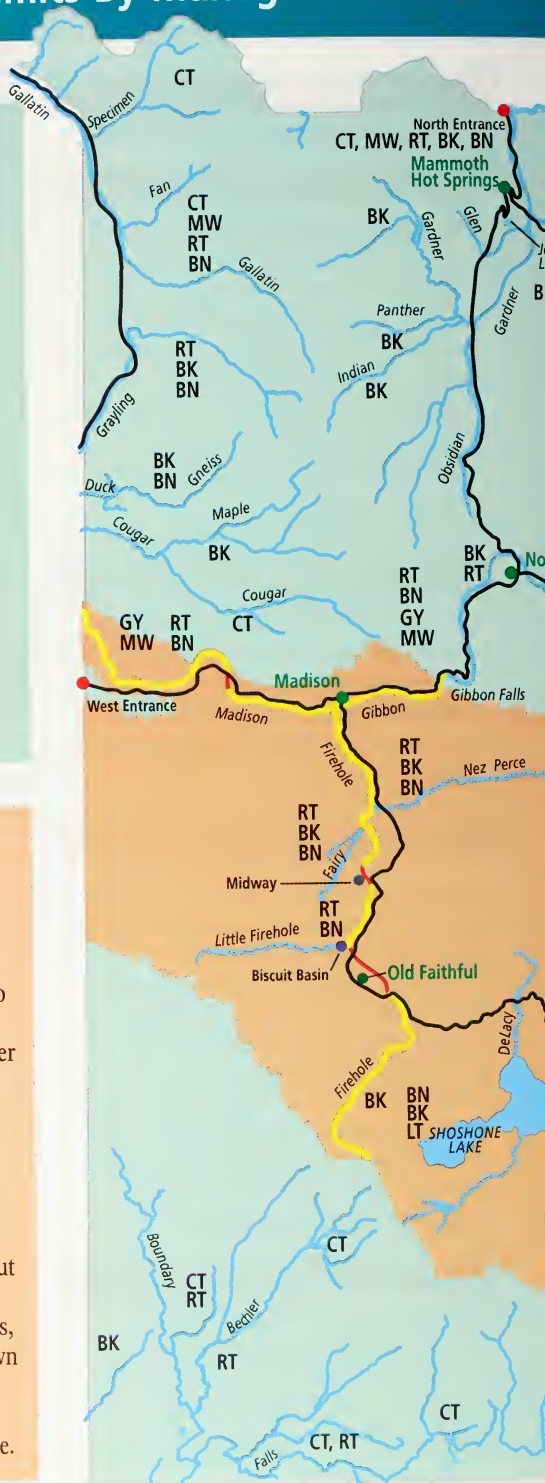 CT
Gallatin
Specimen
North Entrance
CT, MW, RT, BK, BN
Mammoth
Hot Springs
Fan
CT
MW
RT
BN
Gallatin
BK
Gardner
Glen
Gardner
B
Panther
BK
Indian
BK
RT
BK
BN
Grayling
Obsidian
BK
BN
Gneiss
Duck
Cougar
Maple
BK
BK
RT
No
RT
BN
GY
MW
Cougar
CT
GY
MW
RT
BN
West Entrance
Madison
Madison
Gibbon
Gibbon Falls
Firehole
RT
BK
BN
Nez Perce
RT
BK
BN
Fairy
Midway
RT
BN
Little Firehole
Biscuit Basin
Old Faithful
DeLacy
Firehole
BK
BN
BK
LT
SHOSHONE
LAKE
er
ut
s,
wn
e.
Boundary
CT
RT
CT
Bechler
BK
RT
CT
CT, RT
Falls